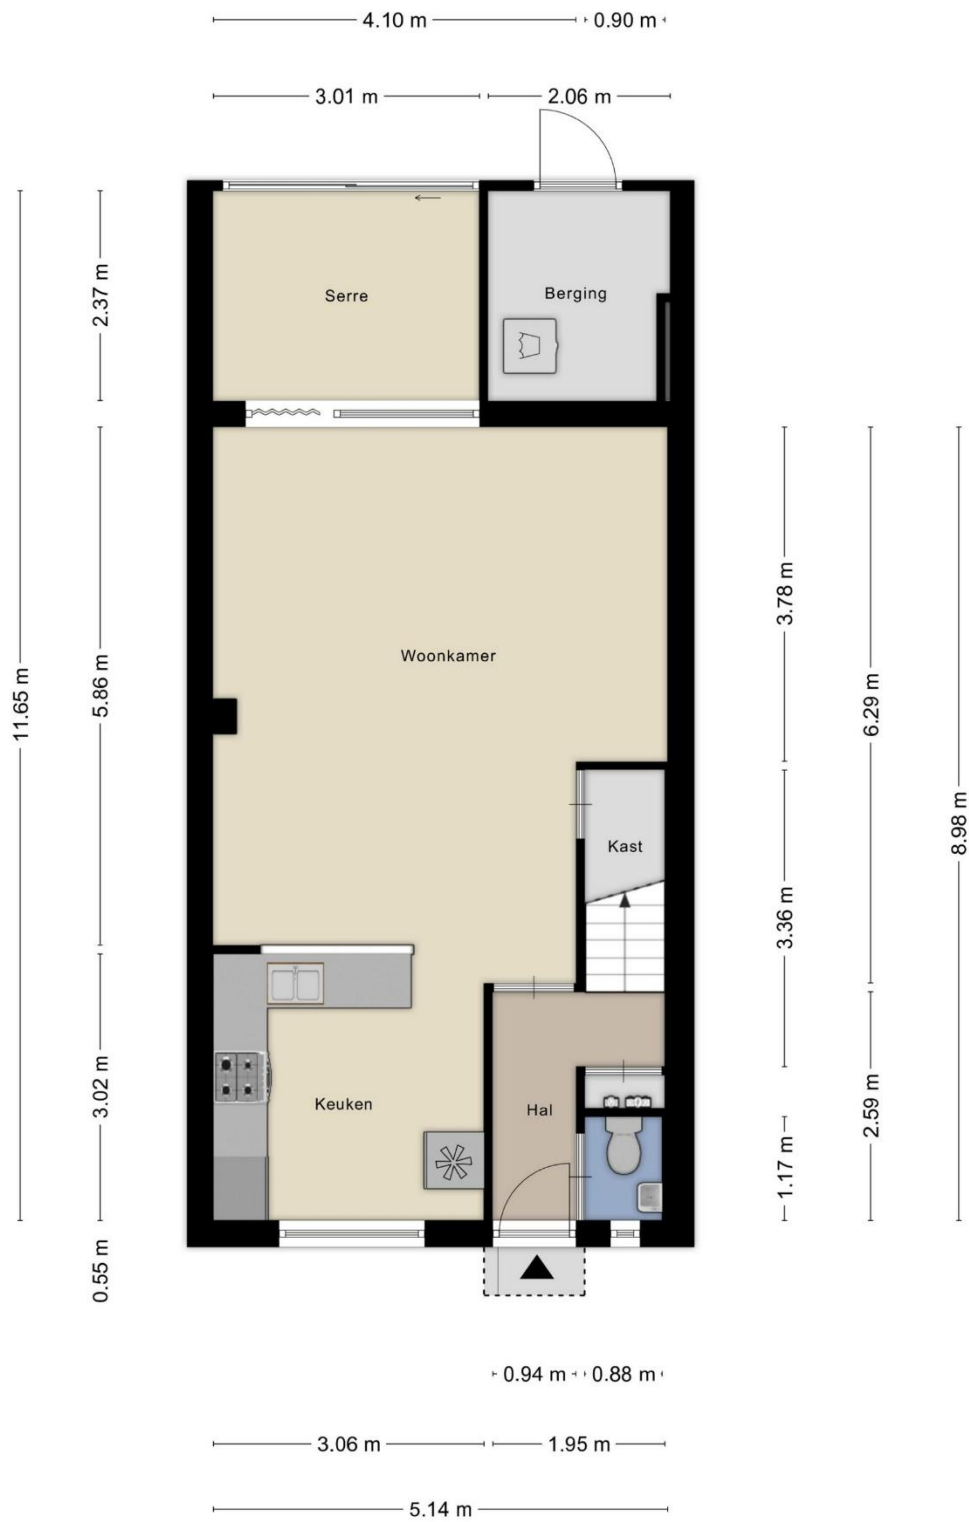 4.10 m
0.90 m
3.01 m
2.06 m
2.37 m
Serre
Berging
11.65 m
5.86 m
Woonkamer
3.78 m
6.29 m
8.98 m
Kast
3.36 m
3.02 m
Keuken
Hal
2.59 m
1.17 m
0.55 m
0.94 m
0.88 m
3.06 m
1.95 m
5.14 m